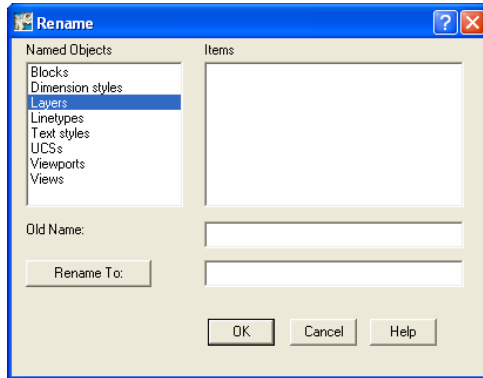 Rename
Named Objects
Items
Blocks
Dimension styles
Layers
Linetypes
Text styles
UCSs
Viewports
Views
Old Name:
Rename To:
OK
Cancel
Help